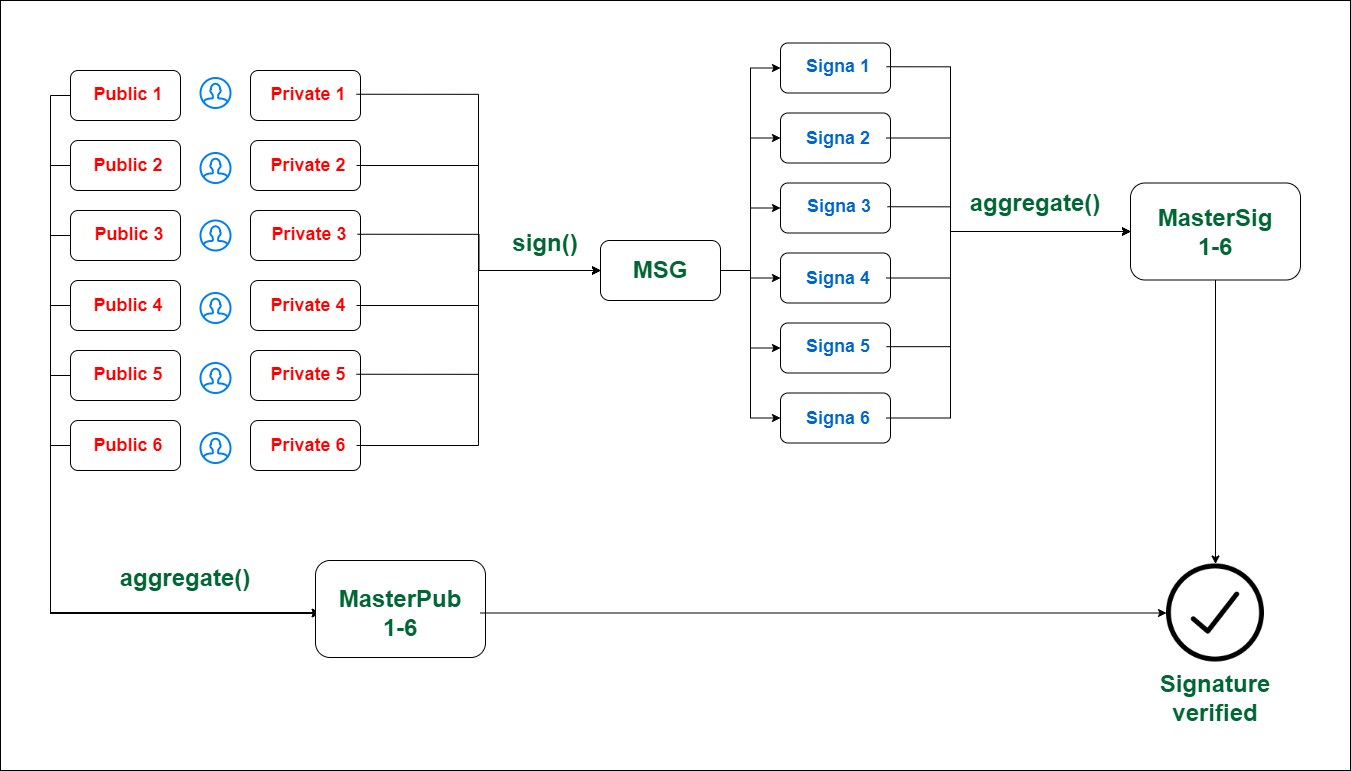 Public 1
Private 1
Public 2
Private 2
Public 3
Private 3
Public 4
Private 4
Public 5
Private 5
Public 6
Private 6
sign()
MSG
Signa 1
Signa 2
Signa 3
Signa 4
Signa 5
Signa 6
aggregate()
MasterSig
1-6
aggregate()
MasterPub
1-6
Signature
verified